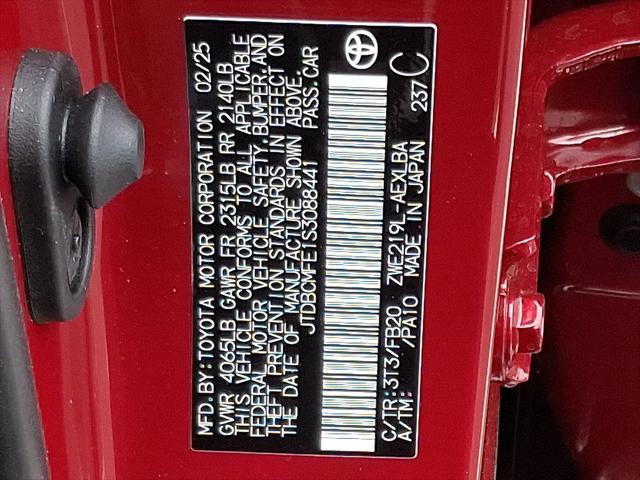 MFD. BY: TOYOTA MOTOR CORPORATION 02/25
GVWR 4065LB GAWR FR 2315LB RR 2140LB
THIS VEHICLE CONFORMS TO ALL APPLICABLE
FEDERAL MOTOR VEHICLE SAFETY, BUMPER, AND
THEFT PREVENTION STANDARDS IN EFFECT ON
THE DATE OF MANUFACTURE SHOWN ABOVE.
JTDBCMFE1S3088441 PASS. CAR
C/TR: 3T3/FB20 ZWE219L-AEXLBA
A/TM: /PA10 MADE IN JAPAN 237 C